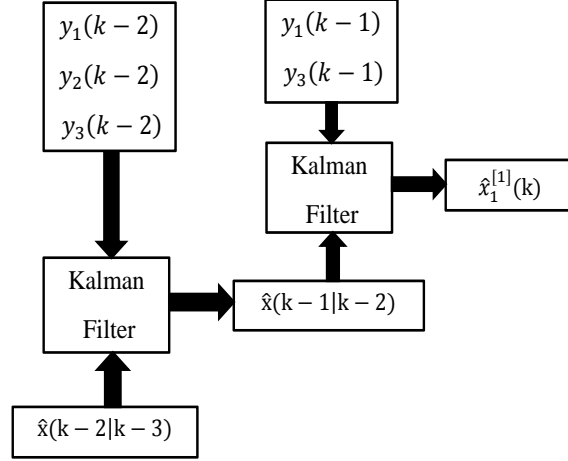 y₁(k − 2)
y₂(k − 2)
y₃(k − 2)
y₁(k − 1)
y₃(k − 1)
Kalman
Filter
x̂₁^[1](k)
Kalman
Filter
x̂(k − 1|k − 2)
x̂(k − 2|k − 3)